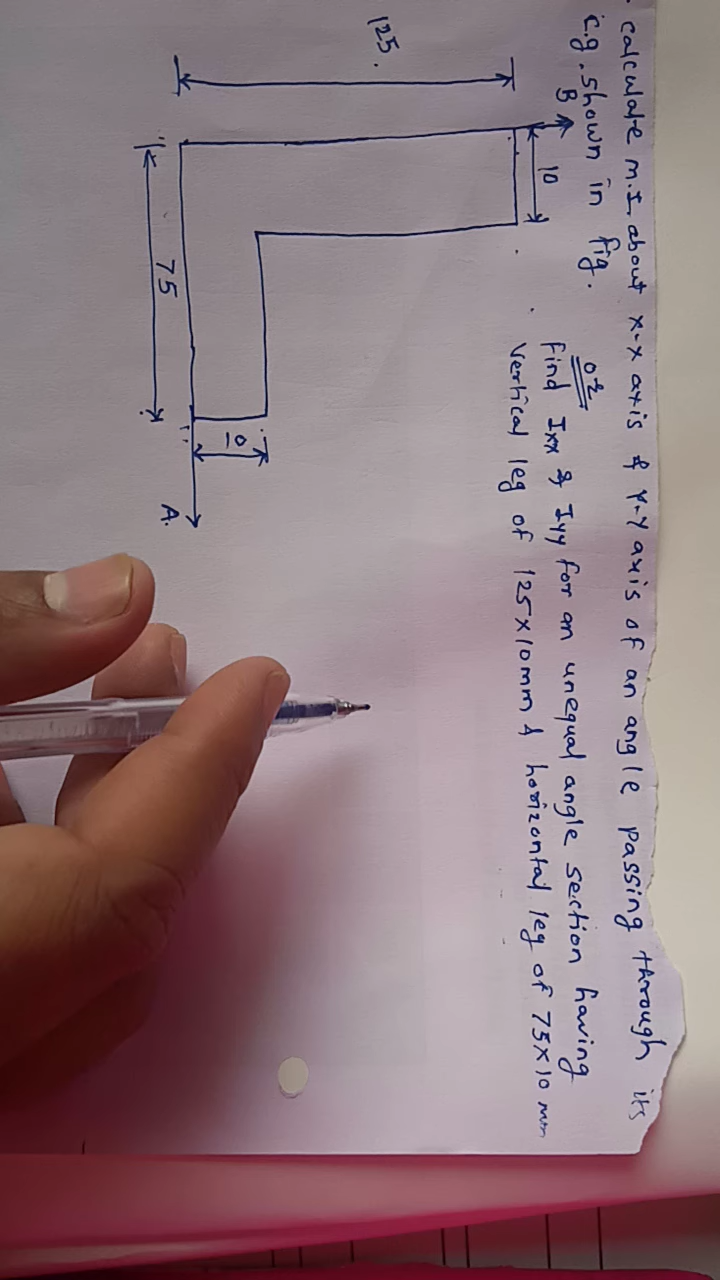 calculate M.I. about x-x axis & Y-Y axis of an angle passing through its
c.g. shown in fig.
or
Find Ixx & Iyy for an unequal angle section having
vertical leg of 125x10mm & horizontal leg of 75x10 mm
B
10
125
10
A.
75